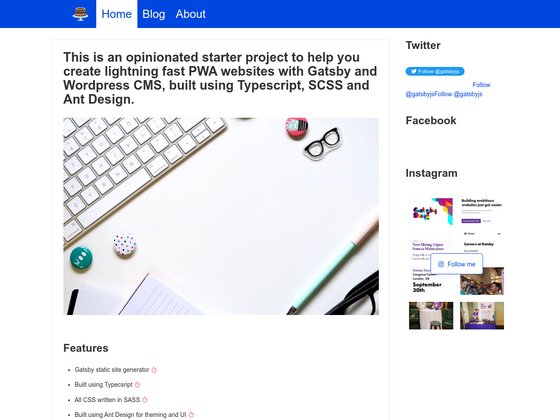 Home Blog About
This is an opinionated starter project to help you
create lightning fast PWA websites with Gatsby and
Wordpress CMS, built using Typescript, SCSS and
Ant Design.
Features
Gatsby static site generator
Built using Typecsript
All CSS written in SASS
Built using Ant Design for theming and UI
Twitter
Follow @gatsbyjs
Follow
@gatsbyjsFollow @gatsbyjs
Facebook
Instagram
Building ambitious
websites just got easier
Now Hiring: Open
Careers at Gatsby
Follow me
September
30th